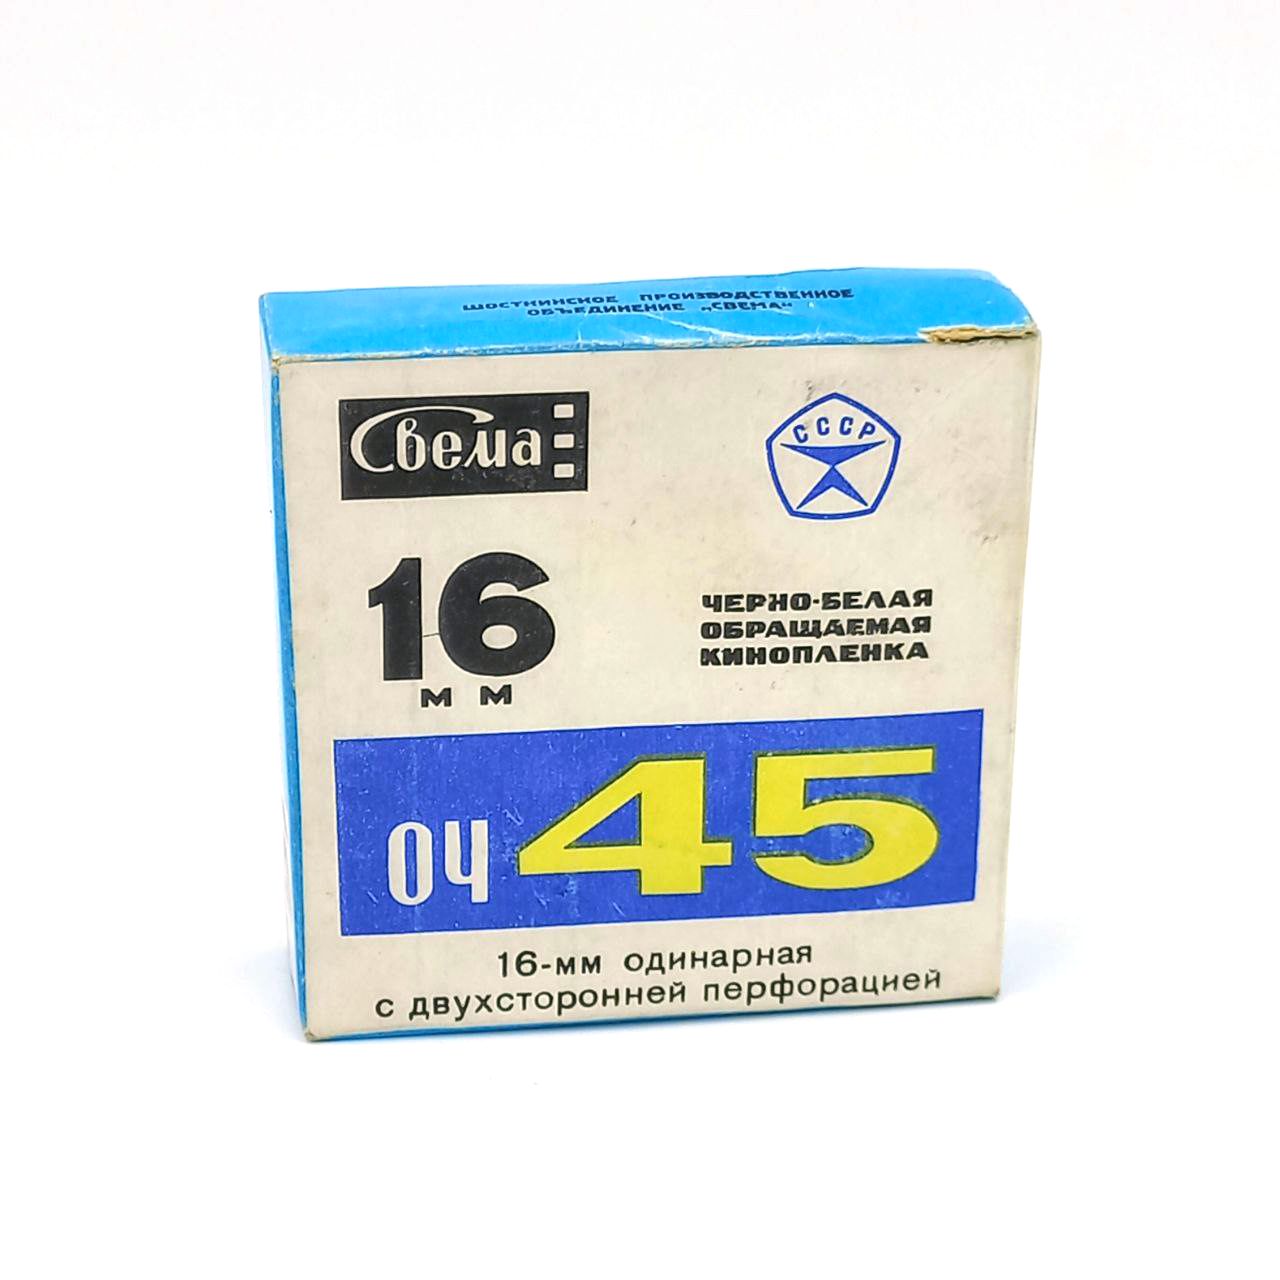 ШОСТКИНСКОЕ ПРОИЗВОДСТВЕННОЕ
ОБЪЕДИНЕНИЕ „СВЕМА“
Свема
СССР
16
мм
ЧЕРНО-БЕЛАЯ
ОБРАЩАЕМАЯ
КИНОПЛЕНКА
ОЧ 45
16-мм одинарная
с двухсторонней перфорацией